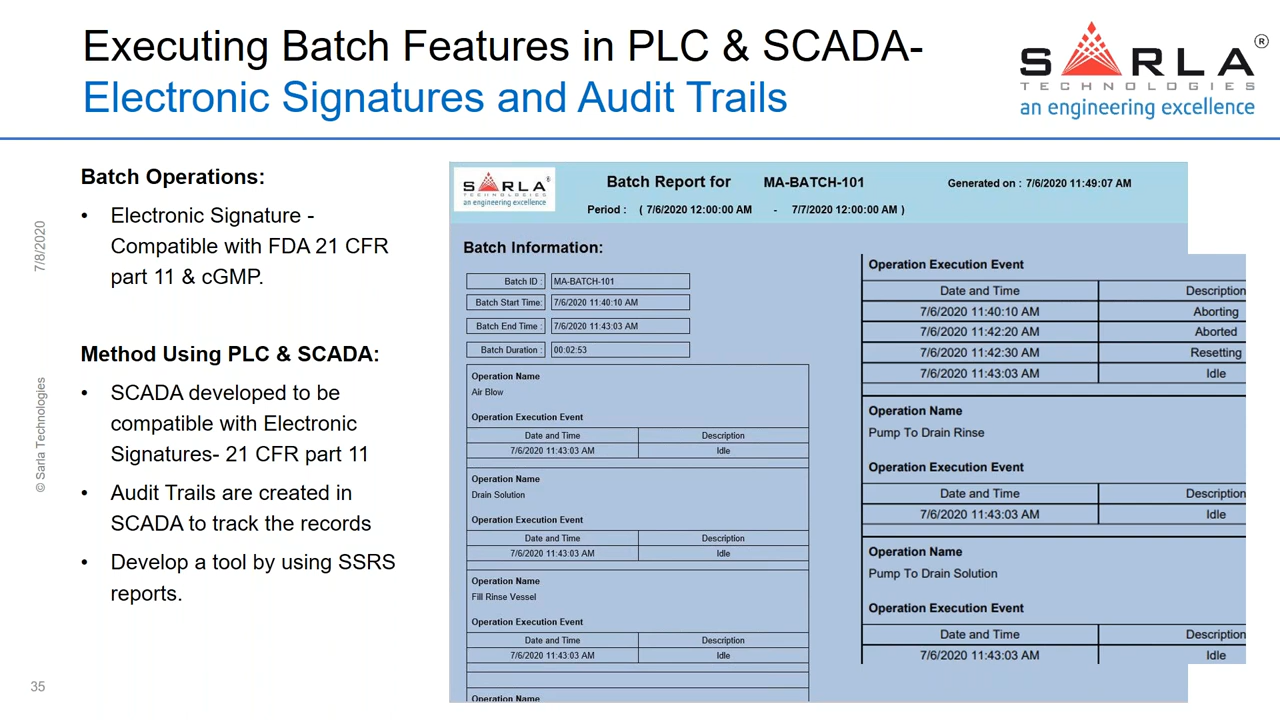 Executing Batch Features in PLC & SCADA-
Electronic Signatures and Audit Trails
SARLA ®
TECHNOLOGIES
an engineering excellence
7/8/2020
© Sarla Technologies
35
Batch Operations:
• Electronic Signature -
Compatible with FDA 21 CFR
part 11 & cGMP.
Method Using PLC & SCADA:
• SCADA developed to be
compatible with Electronic
Signatures- 21 CFR part 11
• Audit Trails are created in
SCADA to track the records
• Develop a tool by using SSRS
reports.
SARLA ®
TECHNOLOGIES
an engineering excellence
Batch Report for MA-BATCH-101 Generated on : 7/6/2020 11:49:07 AM
Period : ( 7/6/2020 12:00:00 AM - 7/7/2020 12:00:00 AM )
Batch Information:
Batch ID : MA-BATCH-101
Batch Start Time: 7/6/2020 11:40:10 AM
Batch End Time : 7/6/2020 11:43:03 AM
Batch Duration : 00:02:53
Operation Name
Air Blow
Operation Execution Event
Date and Time Description
7/6/2020 11:43:03 AM Idle
Operation Name
Drain Solution
Operation Execution Event
Date and Time Description
7/6/2020 11:43:03 AM Idle
Operation Name
Fill Rinse Vessel
Operation Execution Event
Date and Time Description
7/6/2020 11:43:03 AM Idle
Operation Name
Operation Execution Event
Date and Time Description
7/6/2020 11:40:10 AM Aborting
7/6/2020 11:42:20 AM Aborted
7/6/2020 11:42:30 AM Resetting
7/6/2020 11:43:03 AM Idle
Operation Name
Pump To Drain Rinse
Operation Execution Event
Date and Time Description
7/6/2020 11:43:03 AM Idle
Operation Name
Pump To Drain Solution
Operation Execution Event
Date and Time Description
7/6/2020 11:43:03 AM Idle